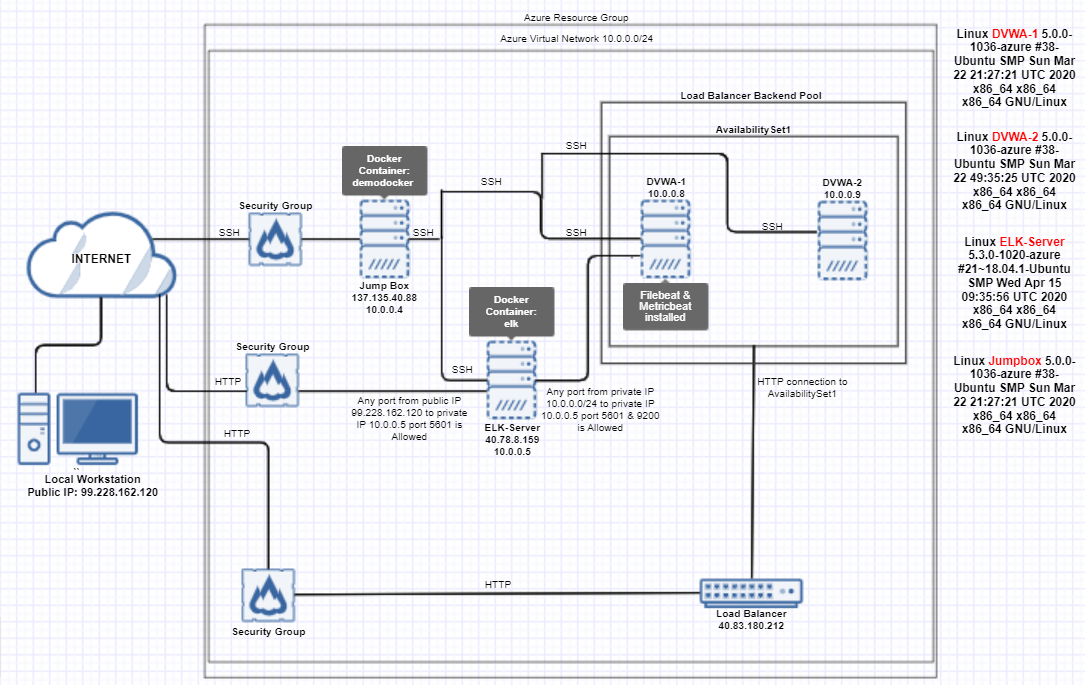 Azure Resource Group
Azure Virtual Network 10.0.0.0/24
Linux DVWA-1 5.0.0-
1036-azure #38-
Ubuntu SMP Sun Mar
22 21:27:21 UTC 2020
x86_64 x86_64
x86_64 GNU/Linux
Linux DVWA-2 5.0.0-
1036-azure #38-
Ubuntu SMP Sun Mar
22 49:35:25 UTC 2020
x86_64 x86_64
x86_64 GNU/Linux
Linux ELK-Server
5.3.0-1020-azure
#21~18.04.1-Ubuntu
SMP Wed Apr 15
09:35:56 UTC 2020
x86_64 x86_64
x86_64 GNU/Linux
Linux Jumpbox 5.0.0-
1036-azure #38-
Ubuntu SMP Sun Mar
22 21:27:21 UTC 2020
x86_64 x86_64
x86_64 GNU/Linux
Load Balancer Backend Pool
AvailabilitySet1
SSH
Docker
Container:
demodocker
SSH
DVWA-1
10.0.0.8
DVWA-2
10.0.0.9
Security Group
SSH
SSH
SSH
SSH
INTERNET
Jump Box
137.135.40.88
10.0.0.4
Docker
Container:
elk
Filebeat &
Metricbeat
installed
Security Group
SSH
HTTP
HTTP connection to
AvailabilitySet1
Any port from public IP
99.228.162.120 to private
IP 10.0.0.5 port 5601 is
Allowed
Any port from private IP
10.0.0.0/24 to private IP
10.0.0.5 port 5601 & 9200
is Allowed
ELK-Server
40.78.8.159
10.0.0.5
HTTP
Local Workstation
Public IP: 99.228.162.120
HTTP
Security Group
Load Balancer
40.83.180.212